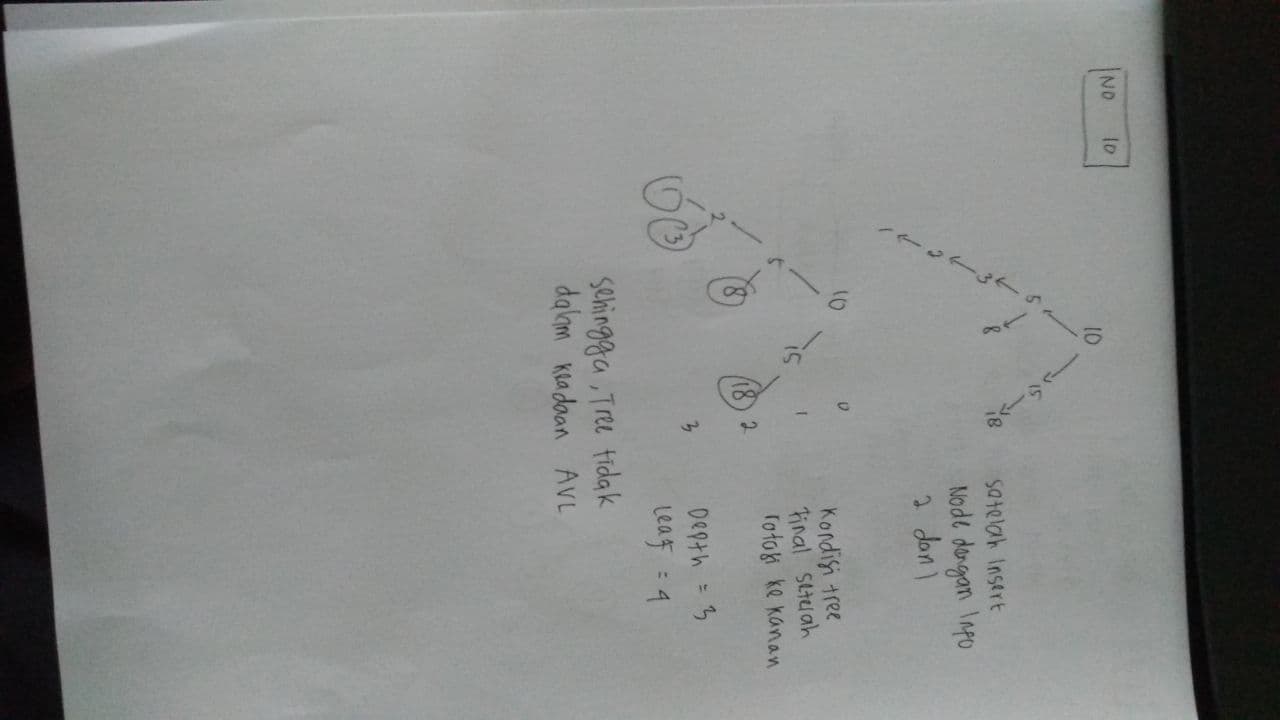 NO 10
10
5 15
3 8 18
2
1
Setelah Insert
Node dengan Info
2 dan 1
10 0
15 1
5
8 18 2
2
1 3 3
Kondisi tree
Final setelah
rotasi ke kanan
Depth = 3
Leaf = 4
Sehingga, Tree tidak
dalam keadaan AVL